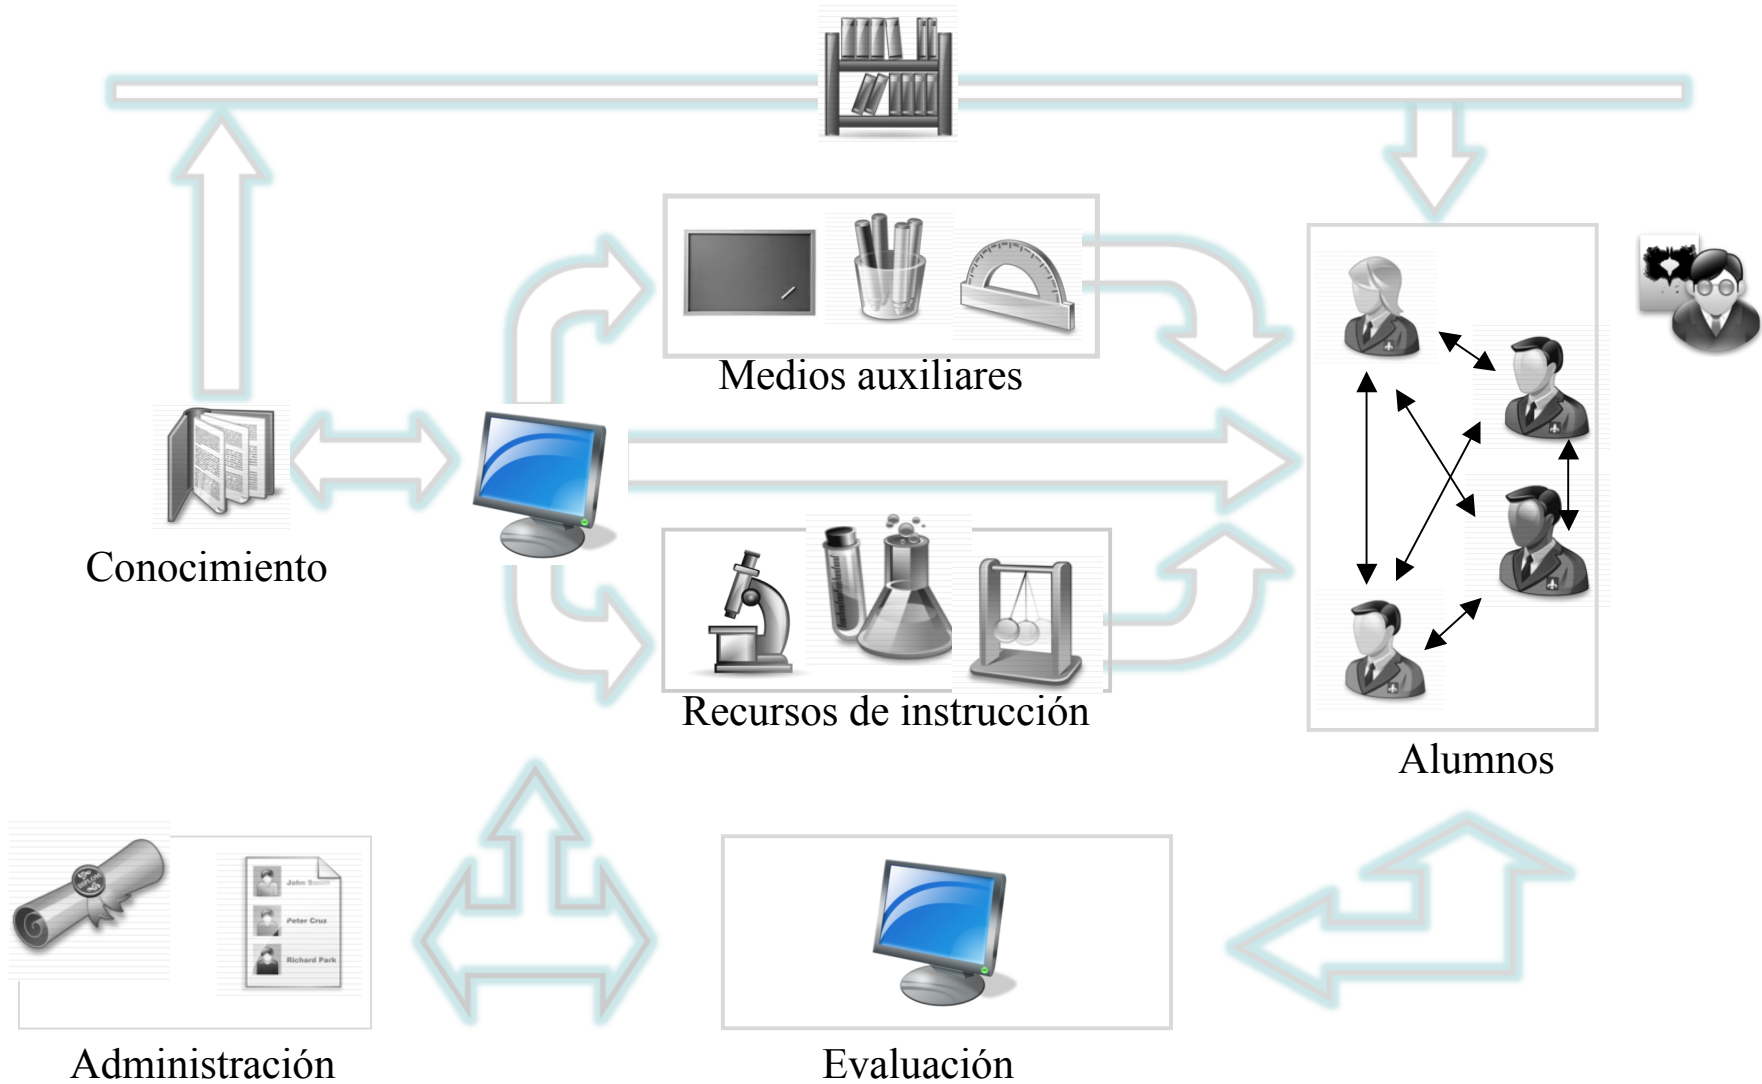 Medios auxiliares
Conocimiento
Recursos de instrucción
Alumnos
John Smith
Peter Cruz
Richard Park
Administración
Evaluación